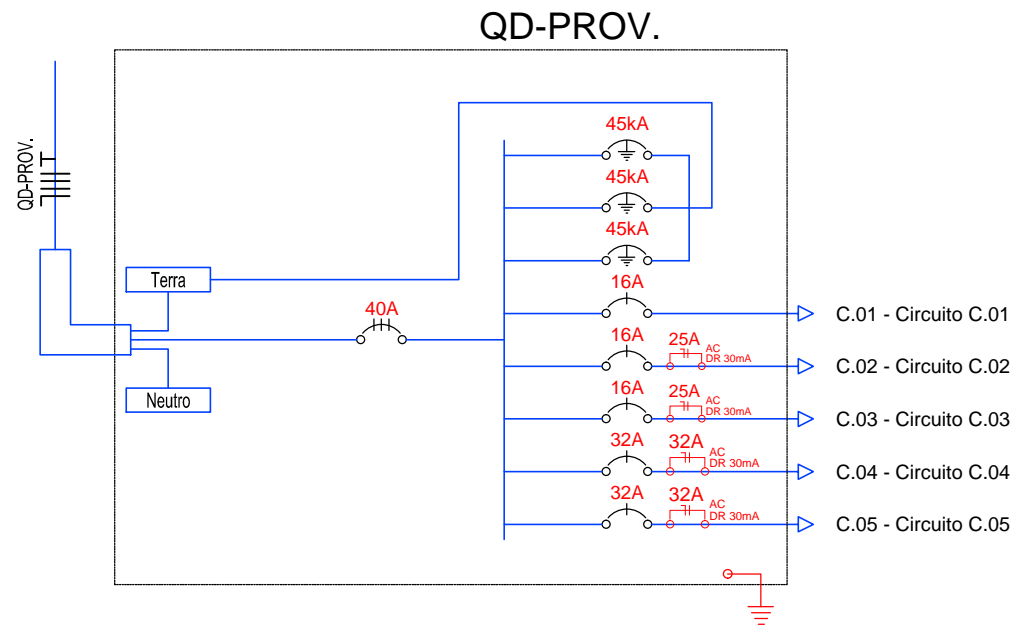 QD-PROV.
QD-PROV.
45kA
45kA
45kA
Terra
16A
40A
C.01 - Circuito C.01
16A
25A
AC
DR 30mA
C.02 - Circuito C.02
Neutro
16A
25A
AC
DR 30mA
C.03 - Circuito C.03
32A
32A
AC
DR 30mA
C.04 - Circuito C.04
32A
32A
AC
DR 30mA
C.05 - Circuito C.05